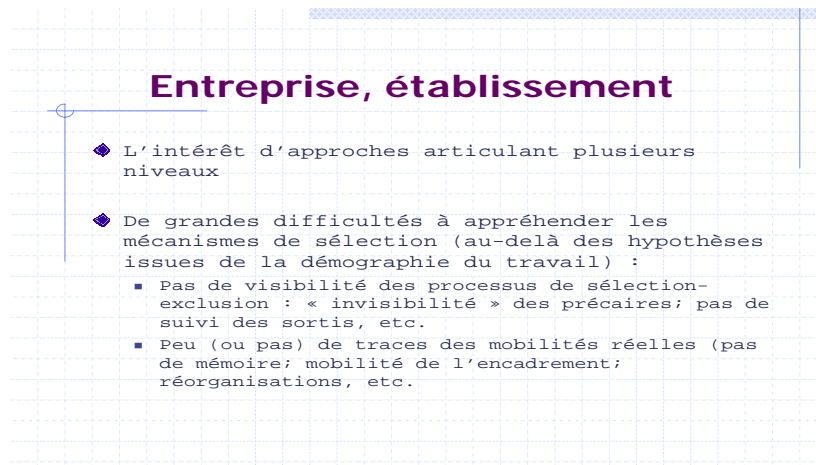 Entreprise, établissement
L'intérêt d'approches articulant plusieurs
niveaux
De grandes difficultés à appréhender les
mécanismes de sélection (au-delà des hypothèses
issues de la démographie du travail) :
Pas de visibilité des processus de sélection-
exclusion : « invisibilité » des précaires; pas de
suivi des sortis, etc.
Peu (ou pas) de traces des mobilités réelles (pas
de mémoire; mobilité de l'encadrement;
réorganisations, etc.